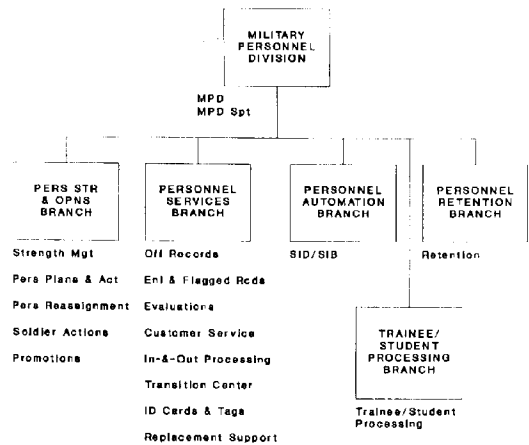 MILITARY
PERSONNEL
DIVISION
MPD
MPD Spt
PERS STR
& OPNS
BRANCH
Strength Mgt
Pers Plans & Act
Pers Reassignment
Soldier Actions
Promotions
PERSONNEL
SERVICES
BRANCH
Off Records
Enl & Flagged Rcds
Evaluations
Customer Service
In-&-Out Processing
Transition Center
ID Cards & Tags
Replacement Support
PERSONNEL
AUTOMATION
BRANCH
SID/SIB
PERSONNEL
RETENTION
BRANCH
Retention
TRAINEE/
STUDENT
PROCESSING
BRANCH
Trainee/Student
Processing